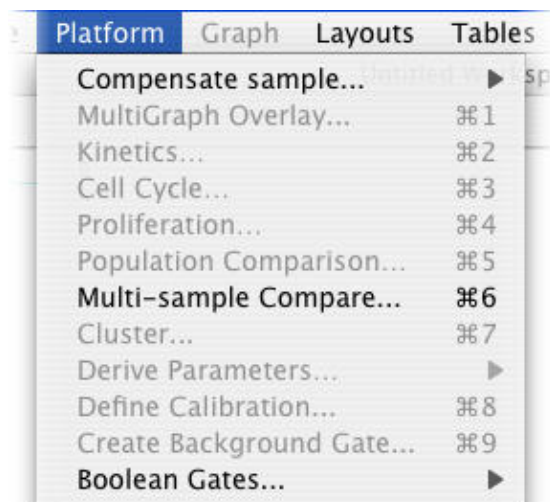 Platform Graph Layouts Tables
Compensate sample... Untitled
MultiGraph Overlay... ⌘1
Kinetics... ⌘2
Cell Cycle... ⌘3
Proliferation... ⌘4
Population Comparison... ⌘5
Multi-sample Compare... ⌘6
Cluster... ⌘7
Derive Parameters...
Define Calibration... ⌘8
Create Background Gate... ⌘9
Boolean Gates...